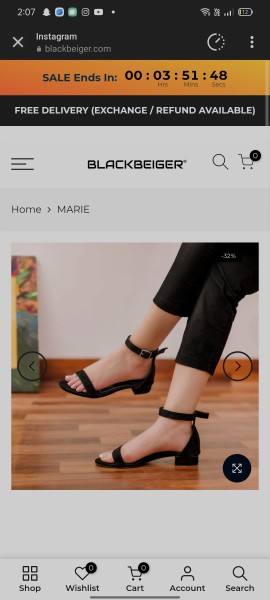 2:07
Instagram
blackbeiger.com
SALE Ends In: 00 : 03 : 51 : 48
Hrs Mins Secs
FREE DELIVERY (EXCHANGE / REFUND AVAILABLE)
BLACKBEIGER®
0
Home > MARIE
-32%
0 0
Shop Wishlist Cart Account Search